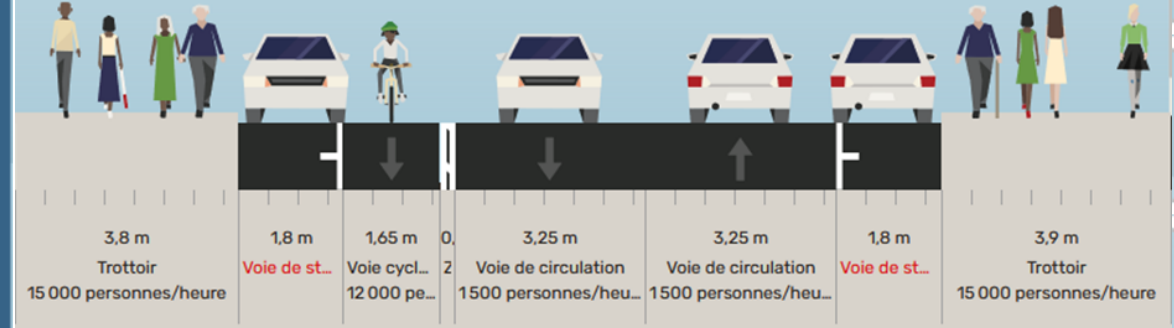 3,8 m
Trottoir
15 000 personnes/heure
1,8 m
Voie de st...
1,65 m
Voie cycl...
12 000 pe...
0,
Z
3,25 m
Voie de circulation
1 500 personnes/heu...
3,25 m
Voie de circulation
1 500 personnes/heu...
1,8 m
Voie de st...
3,9 m
Trottoir
15 000 personnes/heure